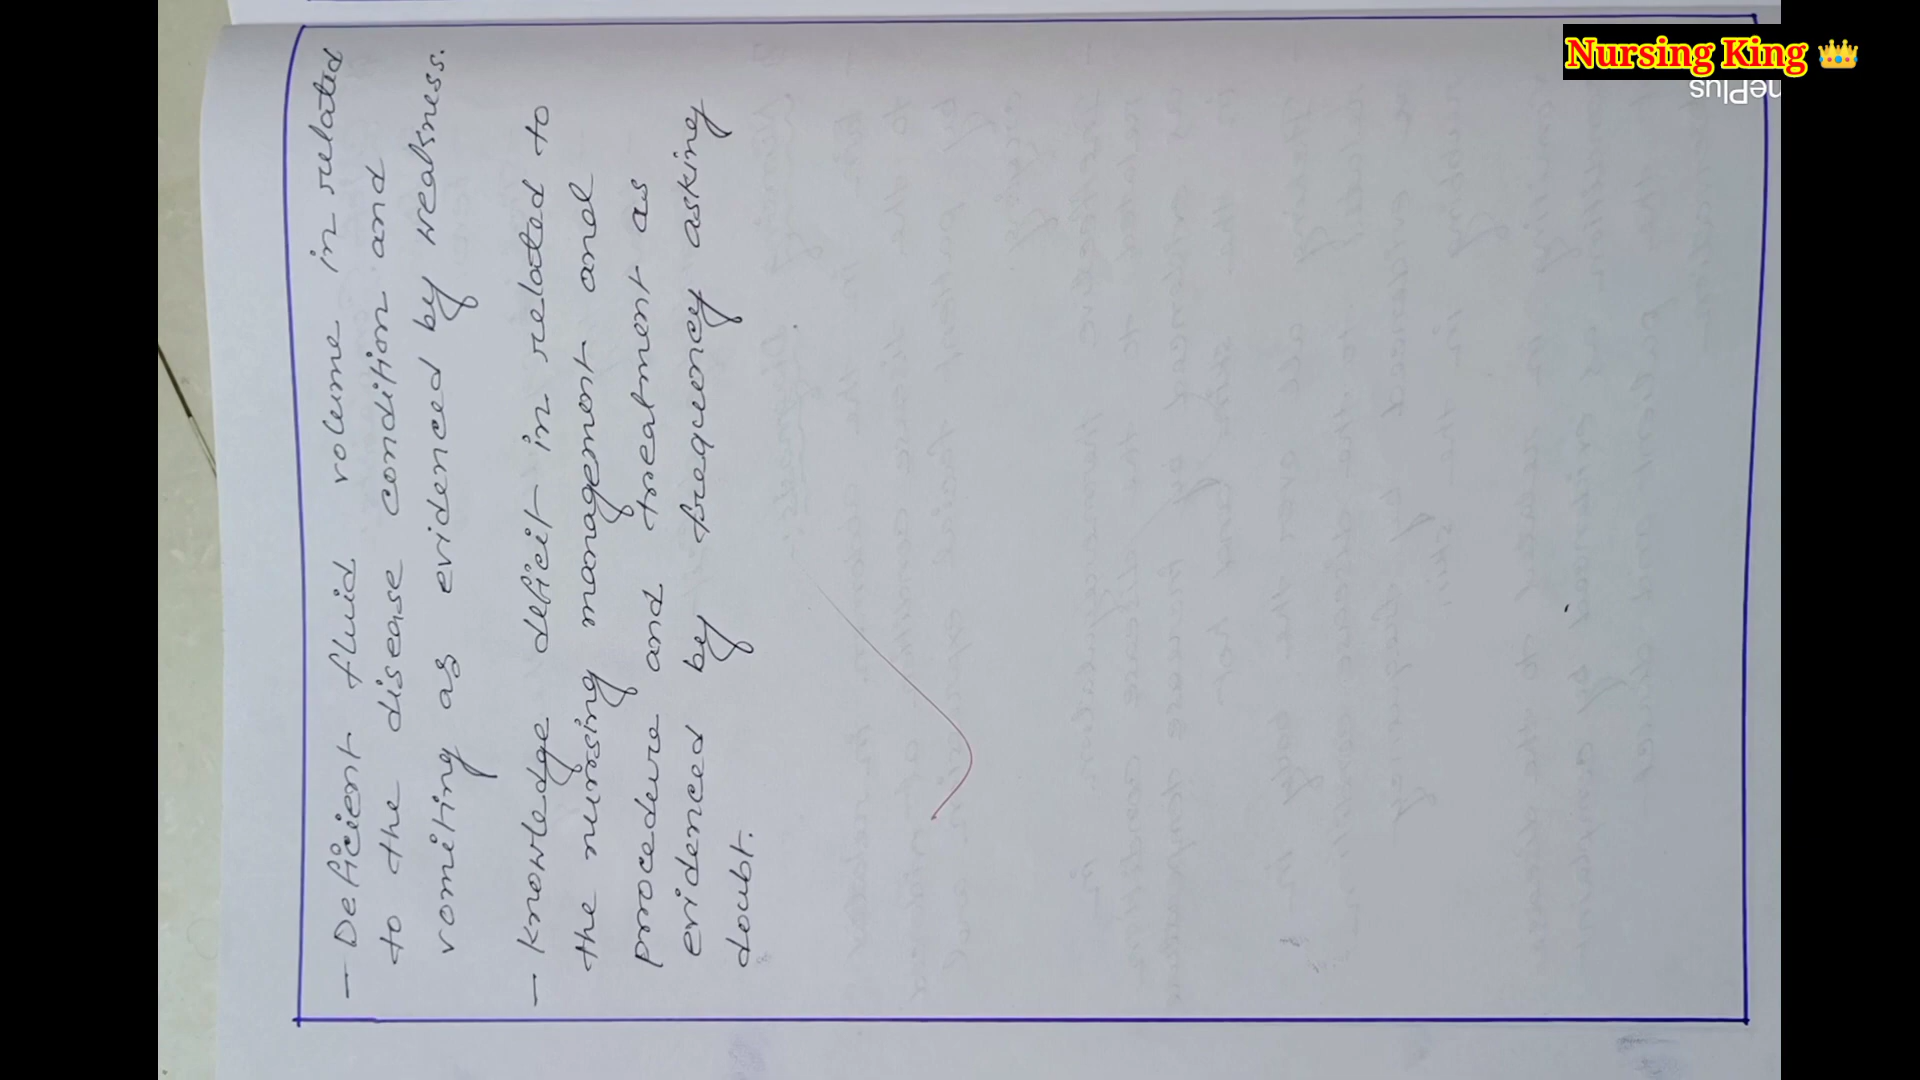 Nursing King
nePlus
- Deficient fluid volume in related
to the disease condition and
vomiting as evidenced by weakness.
- Knowledge deficit in related to
the nursing management and
procedure and treatment as
evidenced by frequency asking
doubt.